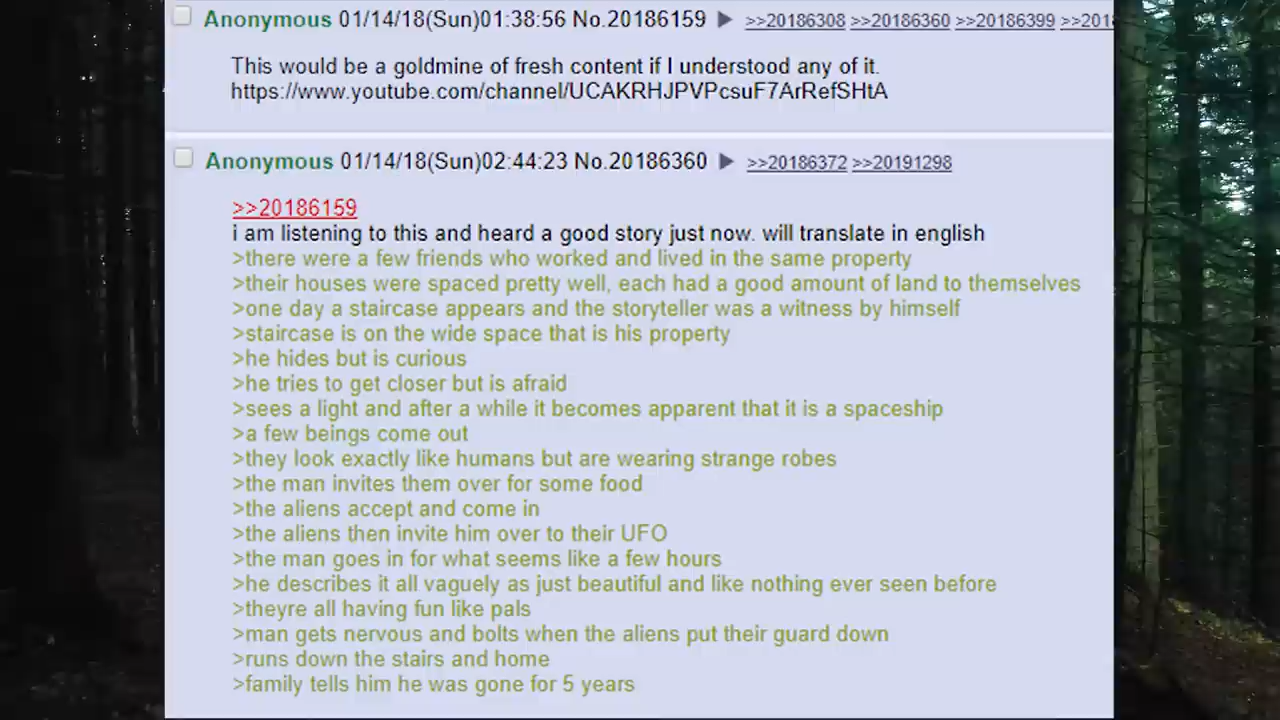 Anonymous 01/14/18(Sun)01:38:56 No.20186159 ▶ >>20186308 >>20186360 >>20186399 >>201
This would be a goldmine of fresh content if I understood any of it.
https://www.youtube.com/channel/UCAKRHJPVPcsuF7ArRefSHtA
Anonymous 01/14/18(Sun)02:44:23 No.20186360 ▶ >>20186372 >>20191298
>>20186159
i am listening to this and heard a good story just now. will translate in english
>there were a few friends who worked and lived in the same property
>their houses were spaced pretty well, each had a good amount of land to themselves
>one day a staircase appears and the storyteller was a witness by himself
>staircase is on the wide space that is his property
>he hides but is curious
>he tries to get closer but is afraid
>sees a light and after a while it becomes apparent that it is a spaceship
>a few beings come out
>they look exactly like humans but are wearing strange robes
>the man invites them over for some food
>the aliens accept and come in
>the aliens then invite him over to their UFO
>the man goes in for what seems like a few hours
>he describes it all vaguely as just beautiful and like nothing ever seen before
>theyre all having fun like pals
>man gets nervous and bolts when the aliens put their guard down
>runs down the stairs and home
>family tells him he was gone for 5 years